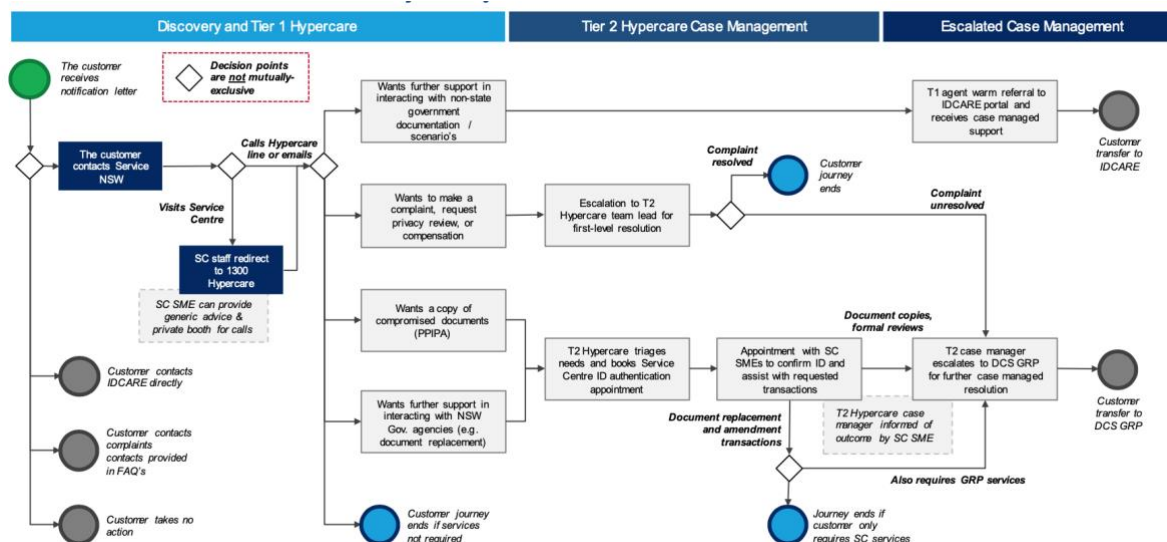 Discovery and Tier 1 Hypercare
Tier 2 Hypercare Case Management
Escalated Case Management
The customer
receives
notification letter
Decision points
are not mutually-
exclusive
The customer
contacts Service
NSW
Calls Hypercare
line or emails
Visits Service
Centre
SC staff redirect
to 1300
Hypercare
SC SME can provide
generic advice &
private booth for calls
Customer contacts
IDCARE directly
Customer contacts
complaints
contacts provided
in FAQ's
Customer takes no
action
Wants further support in
interacting with non-state
government
documentation /
scenario's
T1 agent warm referral to
IDCARE portal and
receives case managed
support
Customer
transfer to
IDCARE
Wants to make a
complaint, request
privacy review, or
compensation
Escalation to T2
Hypercare team lead for
first-level resolution
Complaint
resolved
Customer
journey
ends
Complaint
unresolved
Wants a copy of
compromised documents
(PPIPA)
Wants further support in
interacting with NSW
Gov. agencies (e.g.
document replacement)
T2 Hypercare triages
needs and books Service
Centre ID authentication
appointment
Appointment with SC
SMEs to confirm ID and
assist with requested
transactions
Document copies,
formal reviews
T2 case manager
escalates to DCS GRP
for further case managed
resolution
Customer
transfer to
DCS GRP
Document replacement
and amendment
transactions
T2 Hypercare case
manager informed of
outcome by SC SME
Also requires GRP services
Customer journey
ends if services
not required
Journey ends if
customer only
requires SC services